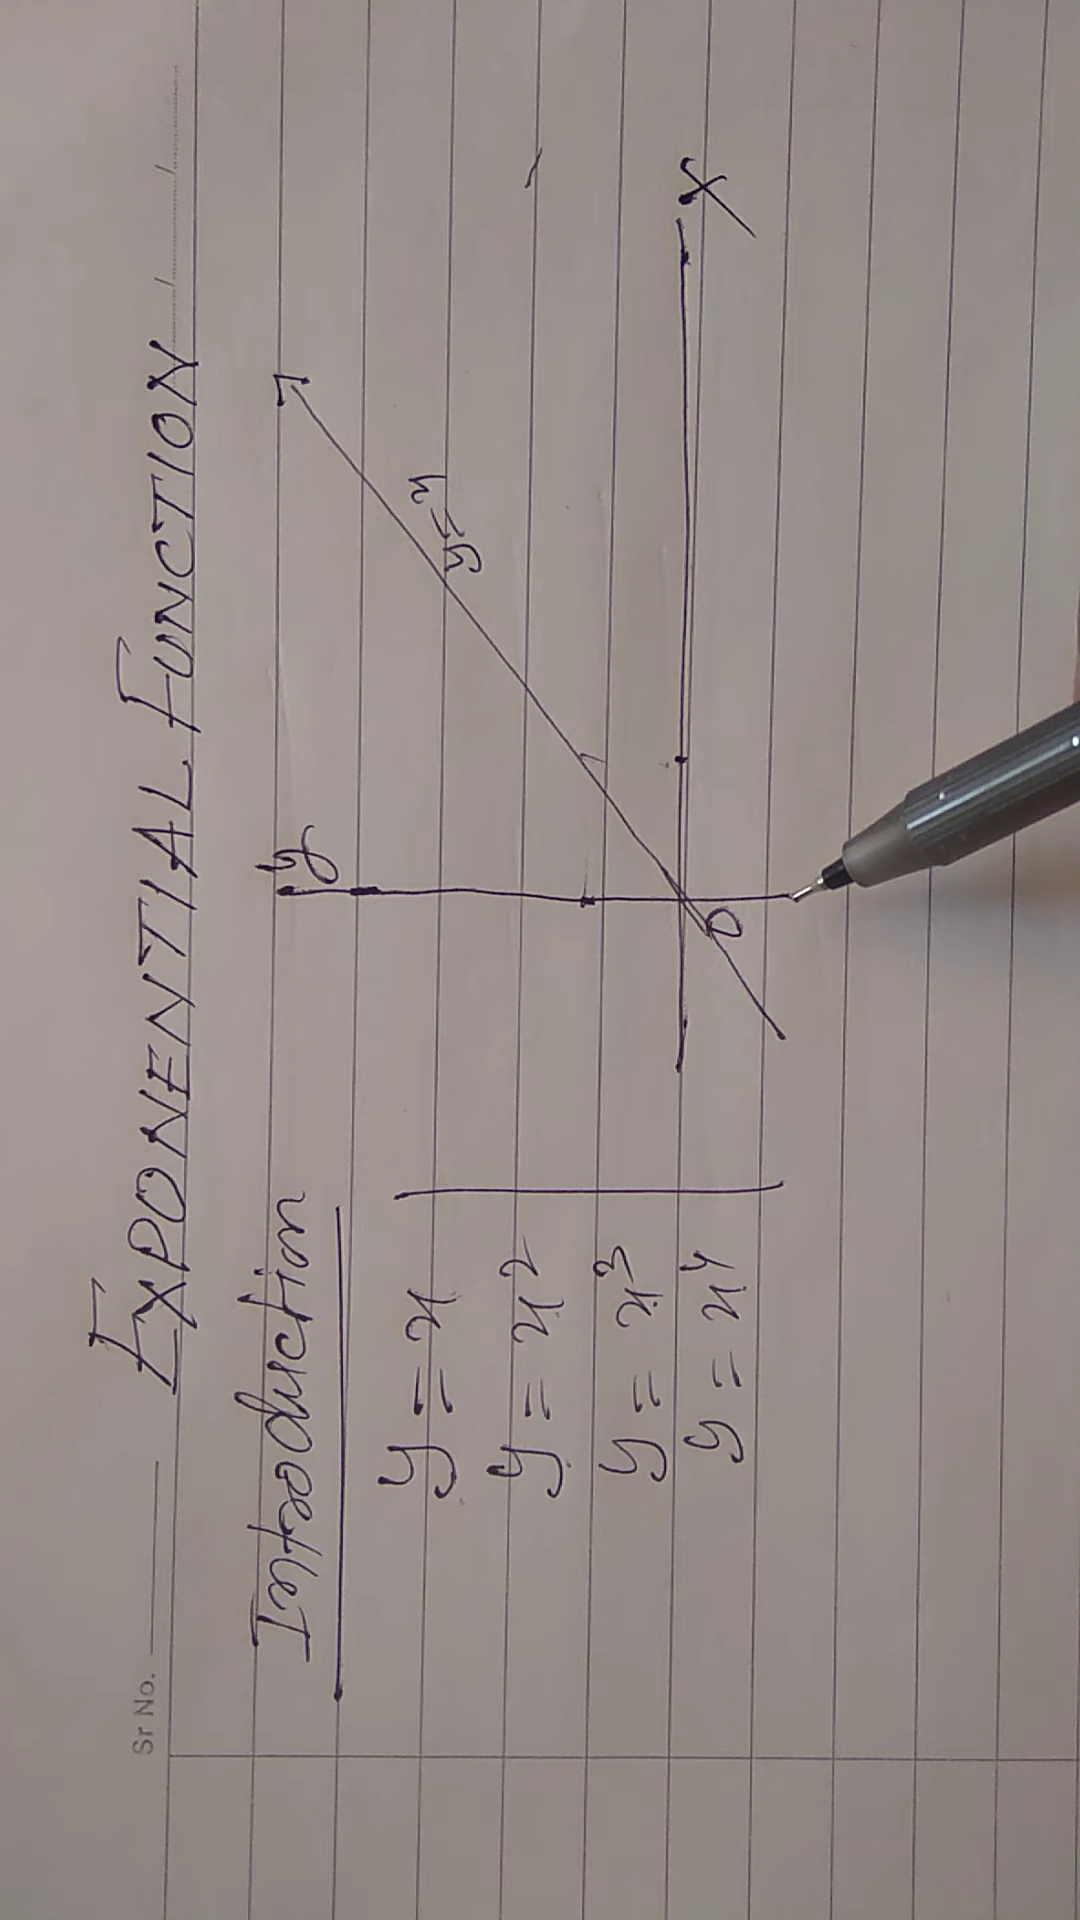 Sr No.
EXPONENTIAL FUNCTION
Introduction
y = x
y = x²
y = x³
y = x⁴
y
y=x
X
O